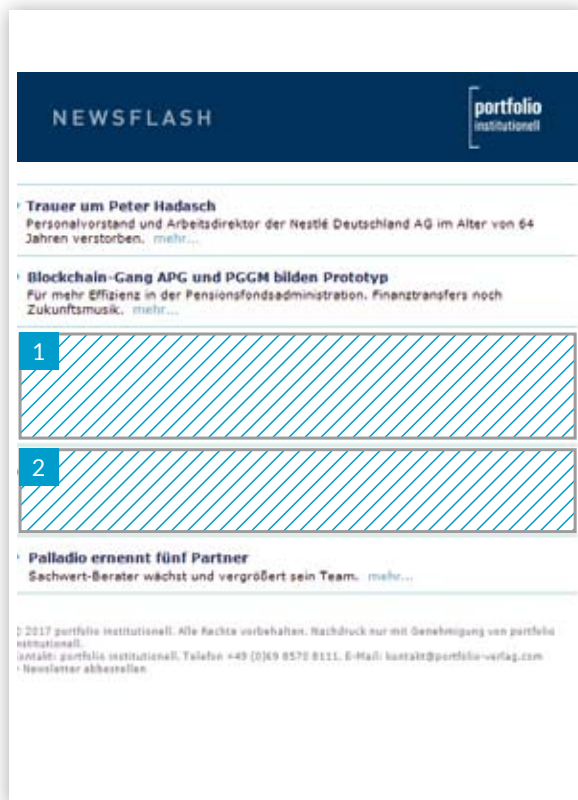 NEWSFLASH
portfolio
institutionell
Trauer um Peter Hadasch
Personalvorstand und Arbeitsdirektor der Nestlé Deutschland AG im Alter von 64
Jahren verstorben. mehr...
Blockchain-Gang APG und PGGM bilden Prototyp
Für mehr Effizienz in der Pensionsfondsadministration. Finanztransfers noch
Zukunftsmusik. mehr...
1
2
Palladio ernennt fünf Partner
Sachwert-Berater wächst und vergrößert sein Team. mehr...
2017 portfolio institutionell. Alle Rechte vorbehalten. Nachdruck nur mit Genehmigung von portfolio
institutionell.
Kontakt: portfolio institutionell. Telefon +49 (0)69 8570 8111. E-Mail: kontakt@portfolio-verlag.com
Newsletter abbestellen